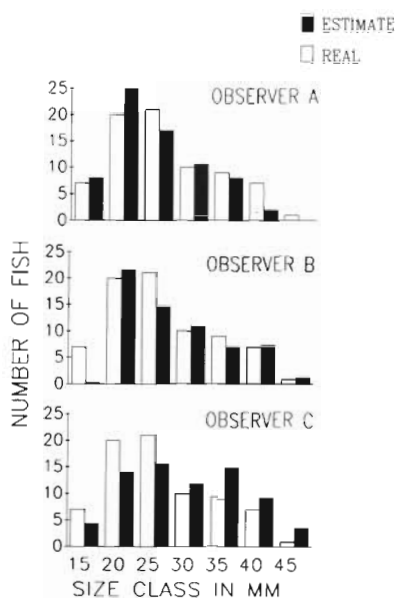 ESTIMATE
REAL
OBSERVER A
25
20
15
10
5
0
OBSERVER B
25
20
15
10
5
0
NUMBER OF FISH
OBSERVER C
25
20
15
10
5
0
15 20 25 30 35 40 45
SIZE CLASS IN MM